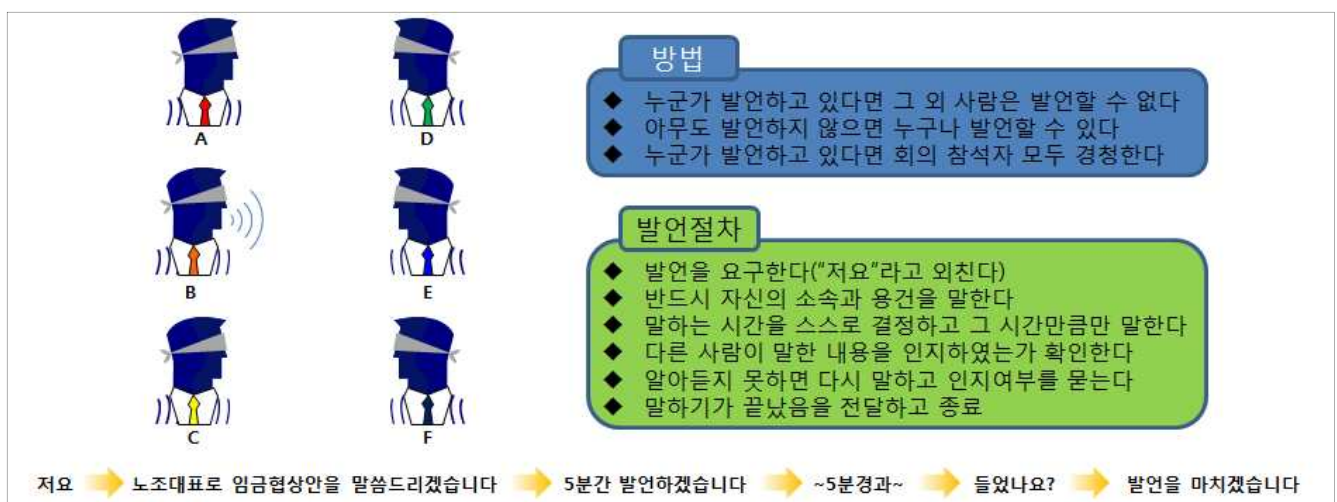 A
D
B
E
C
F
방법
◆ 누군가 발언하고 있다면 그 외 사람은 발언할 수 없다
◆ 아무도 발언하지 않으면 누구나 발언할 수 있다
◆ 누군가 발언하고 있다면 회의 참석자 모두 경청한다
발언절차
◆ 발언을 요구한다("저요"라고 외친다)
◆ 반드시 자신의 소속과 용건을 말한다
◆ 말하는 시간을 스스로 결정하고 그 시간만큼만 말한다
◆ 다른 사람이 말한 내용을 인지하였는가 확인한다
◆ 알아듣지 못하면 다시 말하고 인지여부를 묻는다
◆ 말하기가 끝났음을 전달하고 종료
저요 노조대표로 임금협상안을 말씀드리겠습니다 5분간 발언하겠습니다 ~5분경과~ 들었나요? 발언을 마치겠습니다